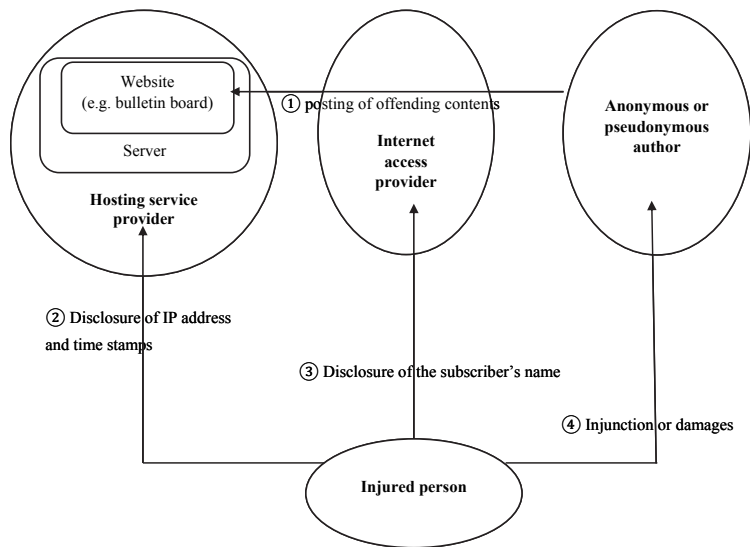 Website
(e.g. bulletin board)
Server
Hosting service
provider
① posting of offending contents
Internet
access
provider
Anonymous or
pseudonymous
author
② Disclosure of IP address
and time stamps
③ Disclosure of the subscriber’s name
④ Injunction or damages
Injured person